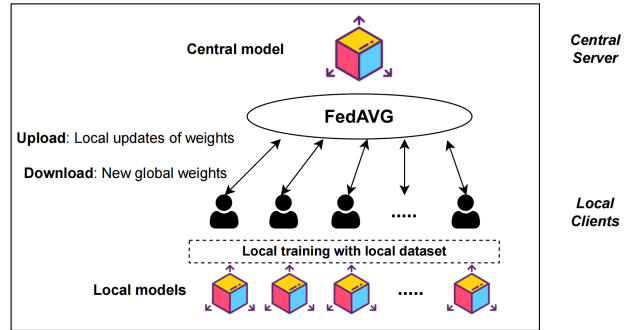 Central model
Central
Server
FedAVG
Upload: Local updates of weights
Download: New global weights
.....
Local
Clients
Local training with local dataset
Local models
.....